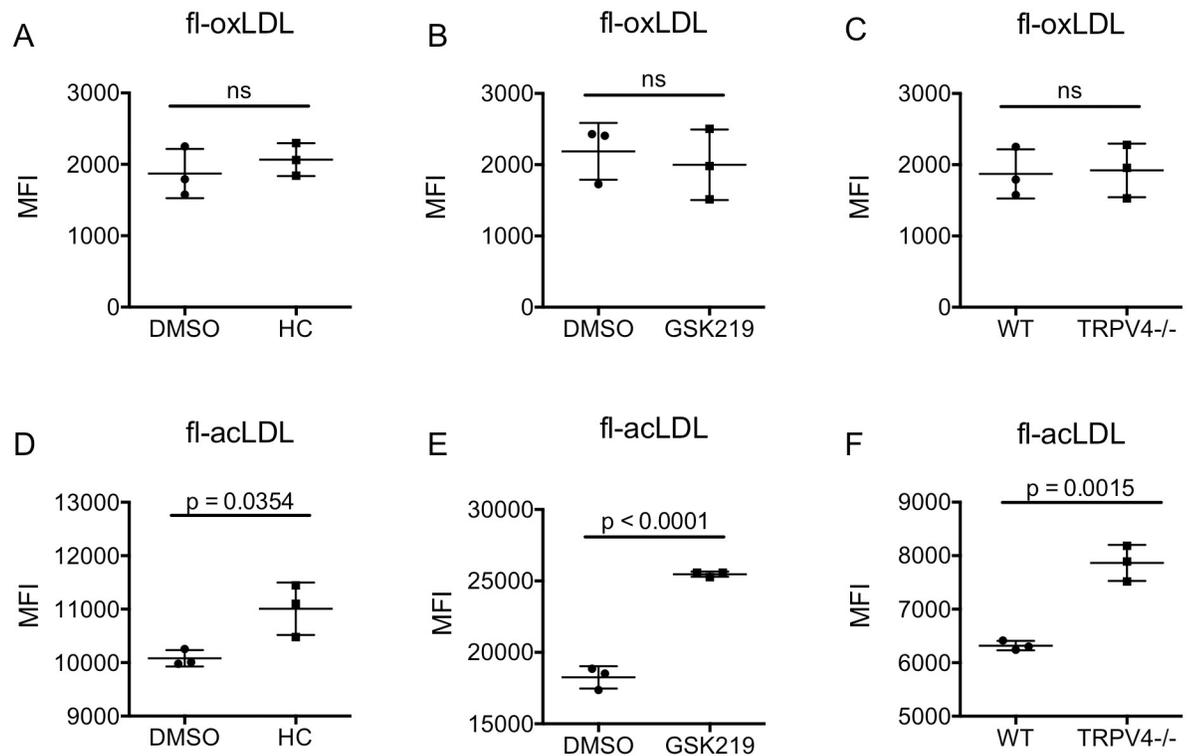 A
fl-oxLDL
ns
MFI
3000
2000
1000
0
DMSO HC
B
fl-oxLDL
ns
MFI
3000
2000
1000
0
DMSO GSK219
C
fl-oxLDL
ns
MFI
3000
2000
1000
0
WT TRPV4-/-
D
fl-acLDL
p = 0.0354
MFI
13000
12000
11000
10000
9000
DMSO HC
E
fl-acLDL
p < 0.0001
MFI
30000
25000
20000
15000
DMSO GSK219
F
fl-acLDL
p = 0.0015
MFI
9000
8000
7000
6000
5000
WT TRPV4-/-